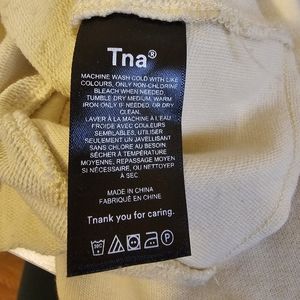 Tna®
MACHINE WASH COLD WITH LIKE
COLOURS, ONLY NON-CHLORINE
BLEACH WHEN NEEDED.
TUMBLE DRY MEDIUM, WARM
IRON ONLY IF NEEDED, OR DRY
CLEAN.
LAVER À LA MACHINE À L'EAU
FROIDE AVEC COULEURS
SEMBLABLES, UTILISER
SEULEMENT UN JAVELLISANT
SANS CHLORE AU BESOIN.
SÉCHER À TEMPÉRATURE
MOYENNE, REPASSAGE MOYEN
SI NÉCESSAIRE, OU NETTOYER
À SEC.
MADE IN CHINA
FABRIQUÉ EN CHINE
Tnank you for caring.